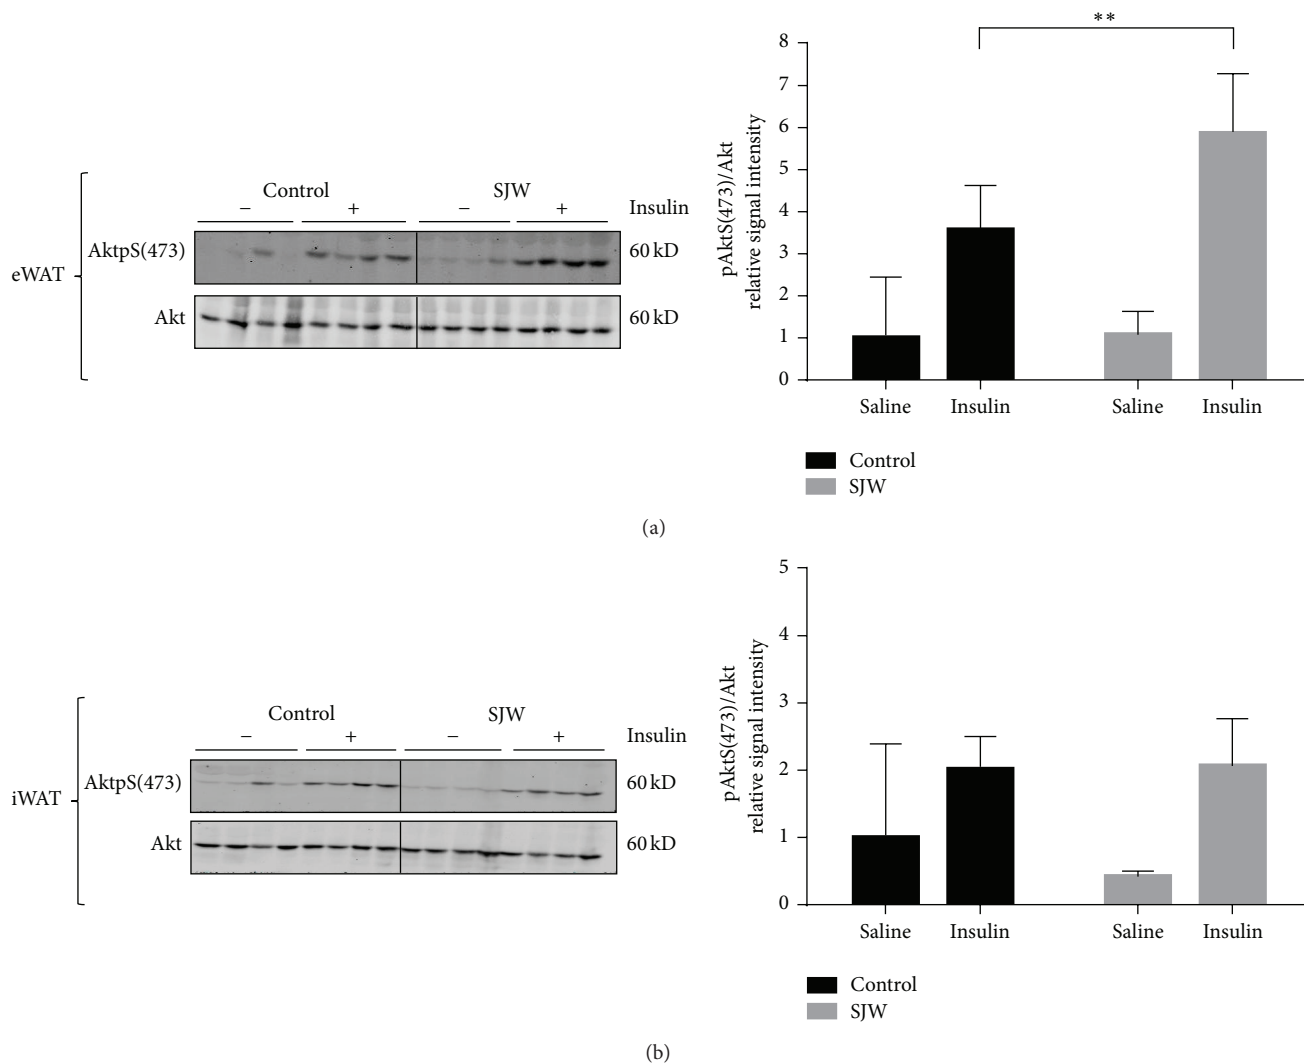 Control SJW
− + − + Insulin
AktpS(473) 60 kD
eWAT
Akt 60 kD
**
8
7
6
5
4
3
2
1
0
pAktS(473)/Akt
relative signal intensity
Saline Insulin Saline Insulin
Control
SJW
(a)
Control SJW
− + − + Insulin
AktpS(473) 60 kD
iWAT
Akt 60 kD
5
4
3
2
1
0
pAktS(473)/Akt
relative signal intensity
Saline Insulin Saline Insulin
Control
SJW
(b)